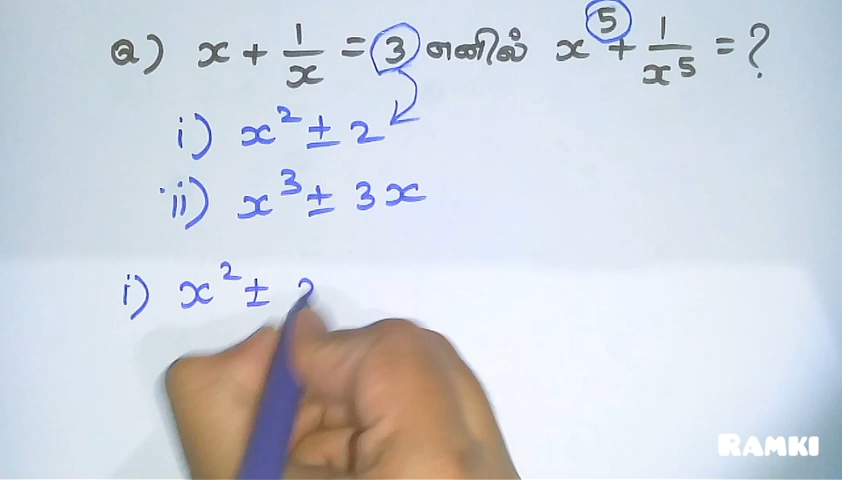 Q) x + 1/x = 3 எனில் x⁵ + 1/x⁵ = ?
i) x² ± 2
ii) x³ ± 3x
i) x² ±
RAMKI